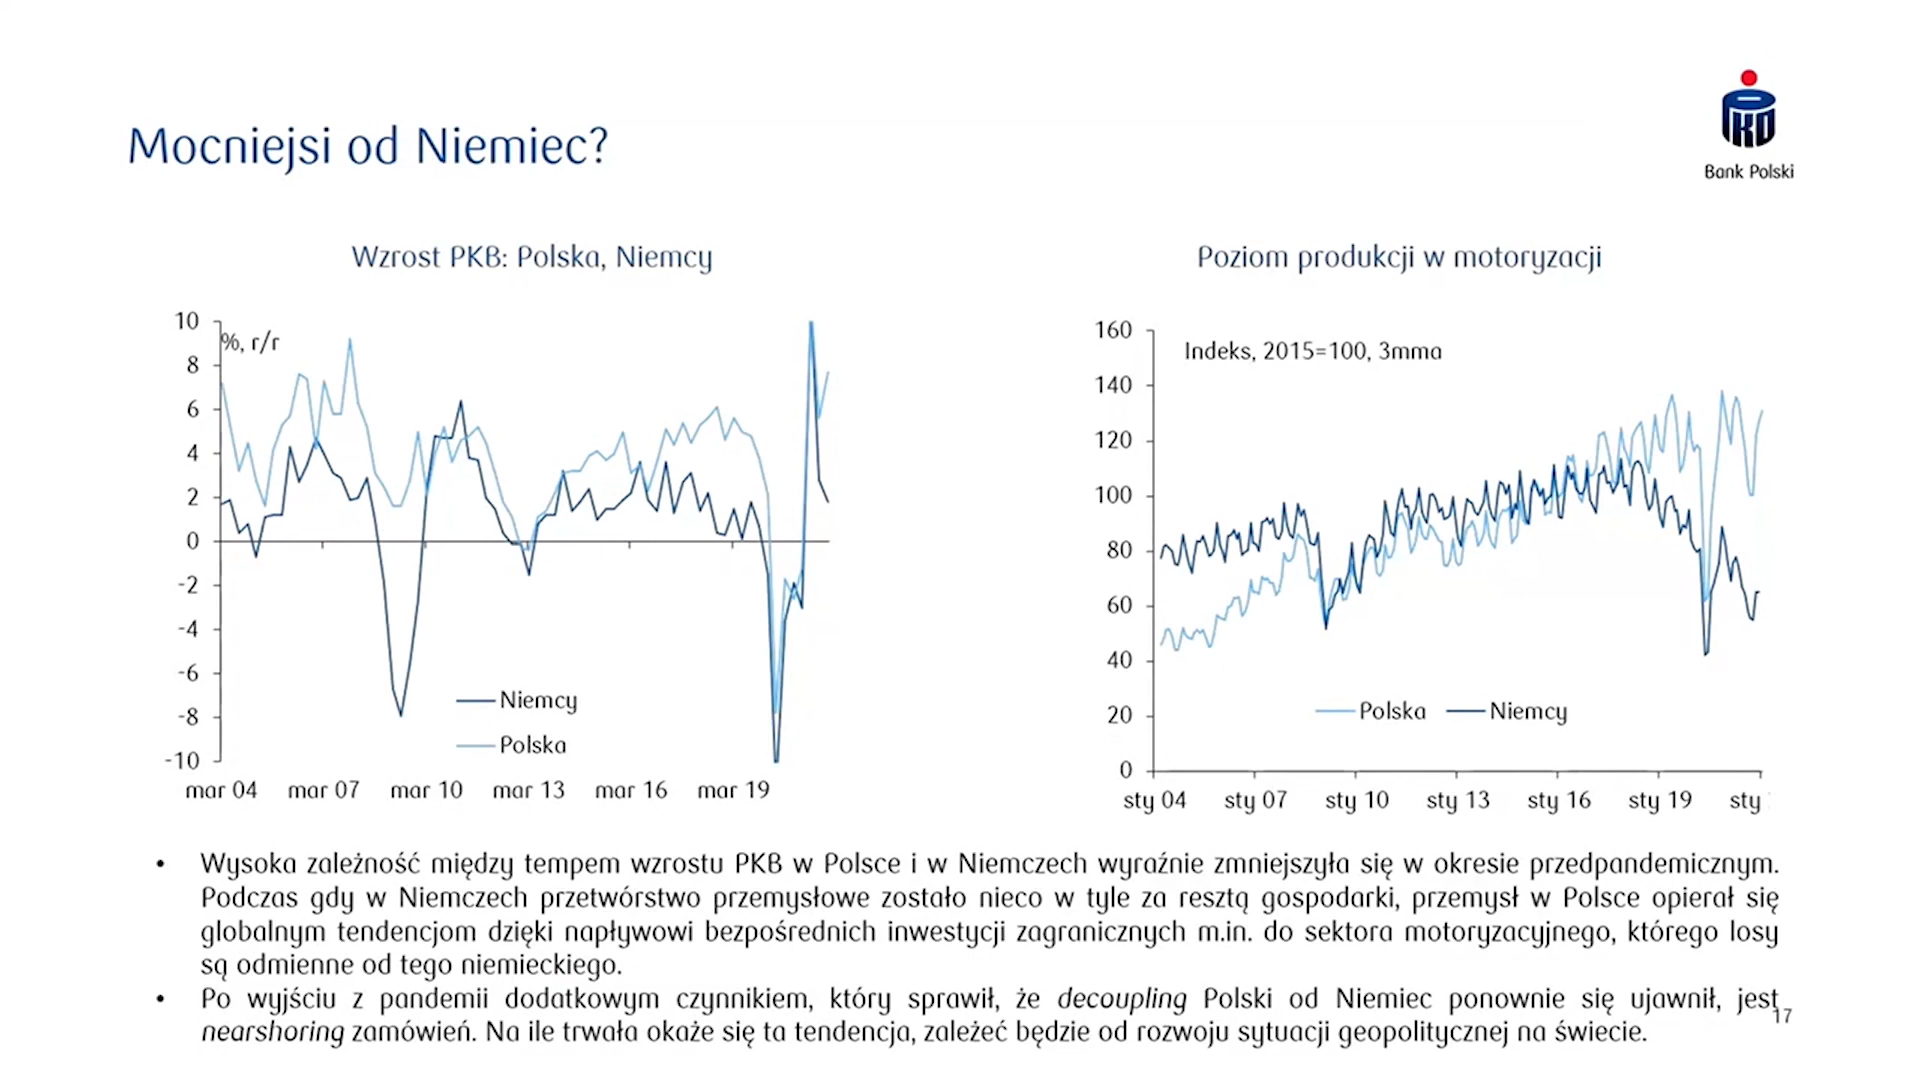 PKO
Bank Polski
Mocniejsi od Niemiec?
Wzrost PKB: Polska, Niemcy
%, r/r
10
8
6
4
2
0
-2
-4
-6
-8
-10
Niemcy
Polska
mar 04 mar 07 mar 10 mar 13 mar 16 mar 19
Poziom produkcji w motoryzacji
Indeks, 2015=100, 3mma
160
140
120
100
80
60
40
20
0
Polska Niemcy
sty 04 sty 07 sty 10 sty 13 sty 16 sty 19 sty
• Wysoka zależność między tempem wzrostu PKB w Polsce i w Niemczech wyraźnie zmniejszyła się w okresie przedpandemicznym.
Podczas gdy w Niemczech przetwórstwo przemysłowe zostało nieco w tyle za resztą gospodarki, przemysł w Polsce opierał się
globalnym tendencjom dzięki napływowi bezpośrednich inwestycji zagranicznych m.in. do sektora motoryzacyjnego, którego losy
są odmienne od tego niemieckiego.
• Po wyjściu z pandemii dodatkowym czynnikiem, który sprawił, że decoupling Polski od Niemiec ponownie się ujawnił, jest
nearshoring zamówień. Na ile trwała okaże się ta tendencja, zależeć będzie od rozwoju sytuacji geopolitycznej na świecie.
17